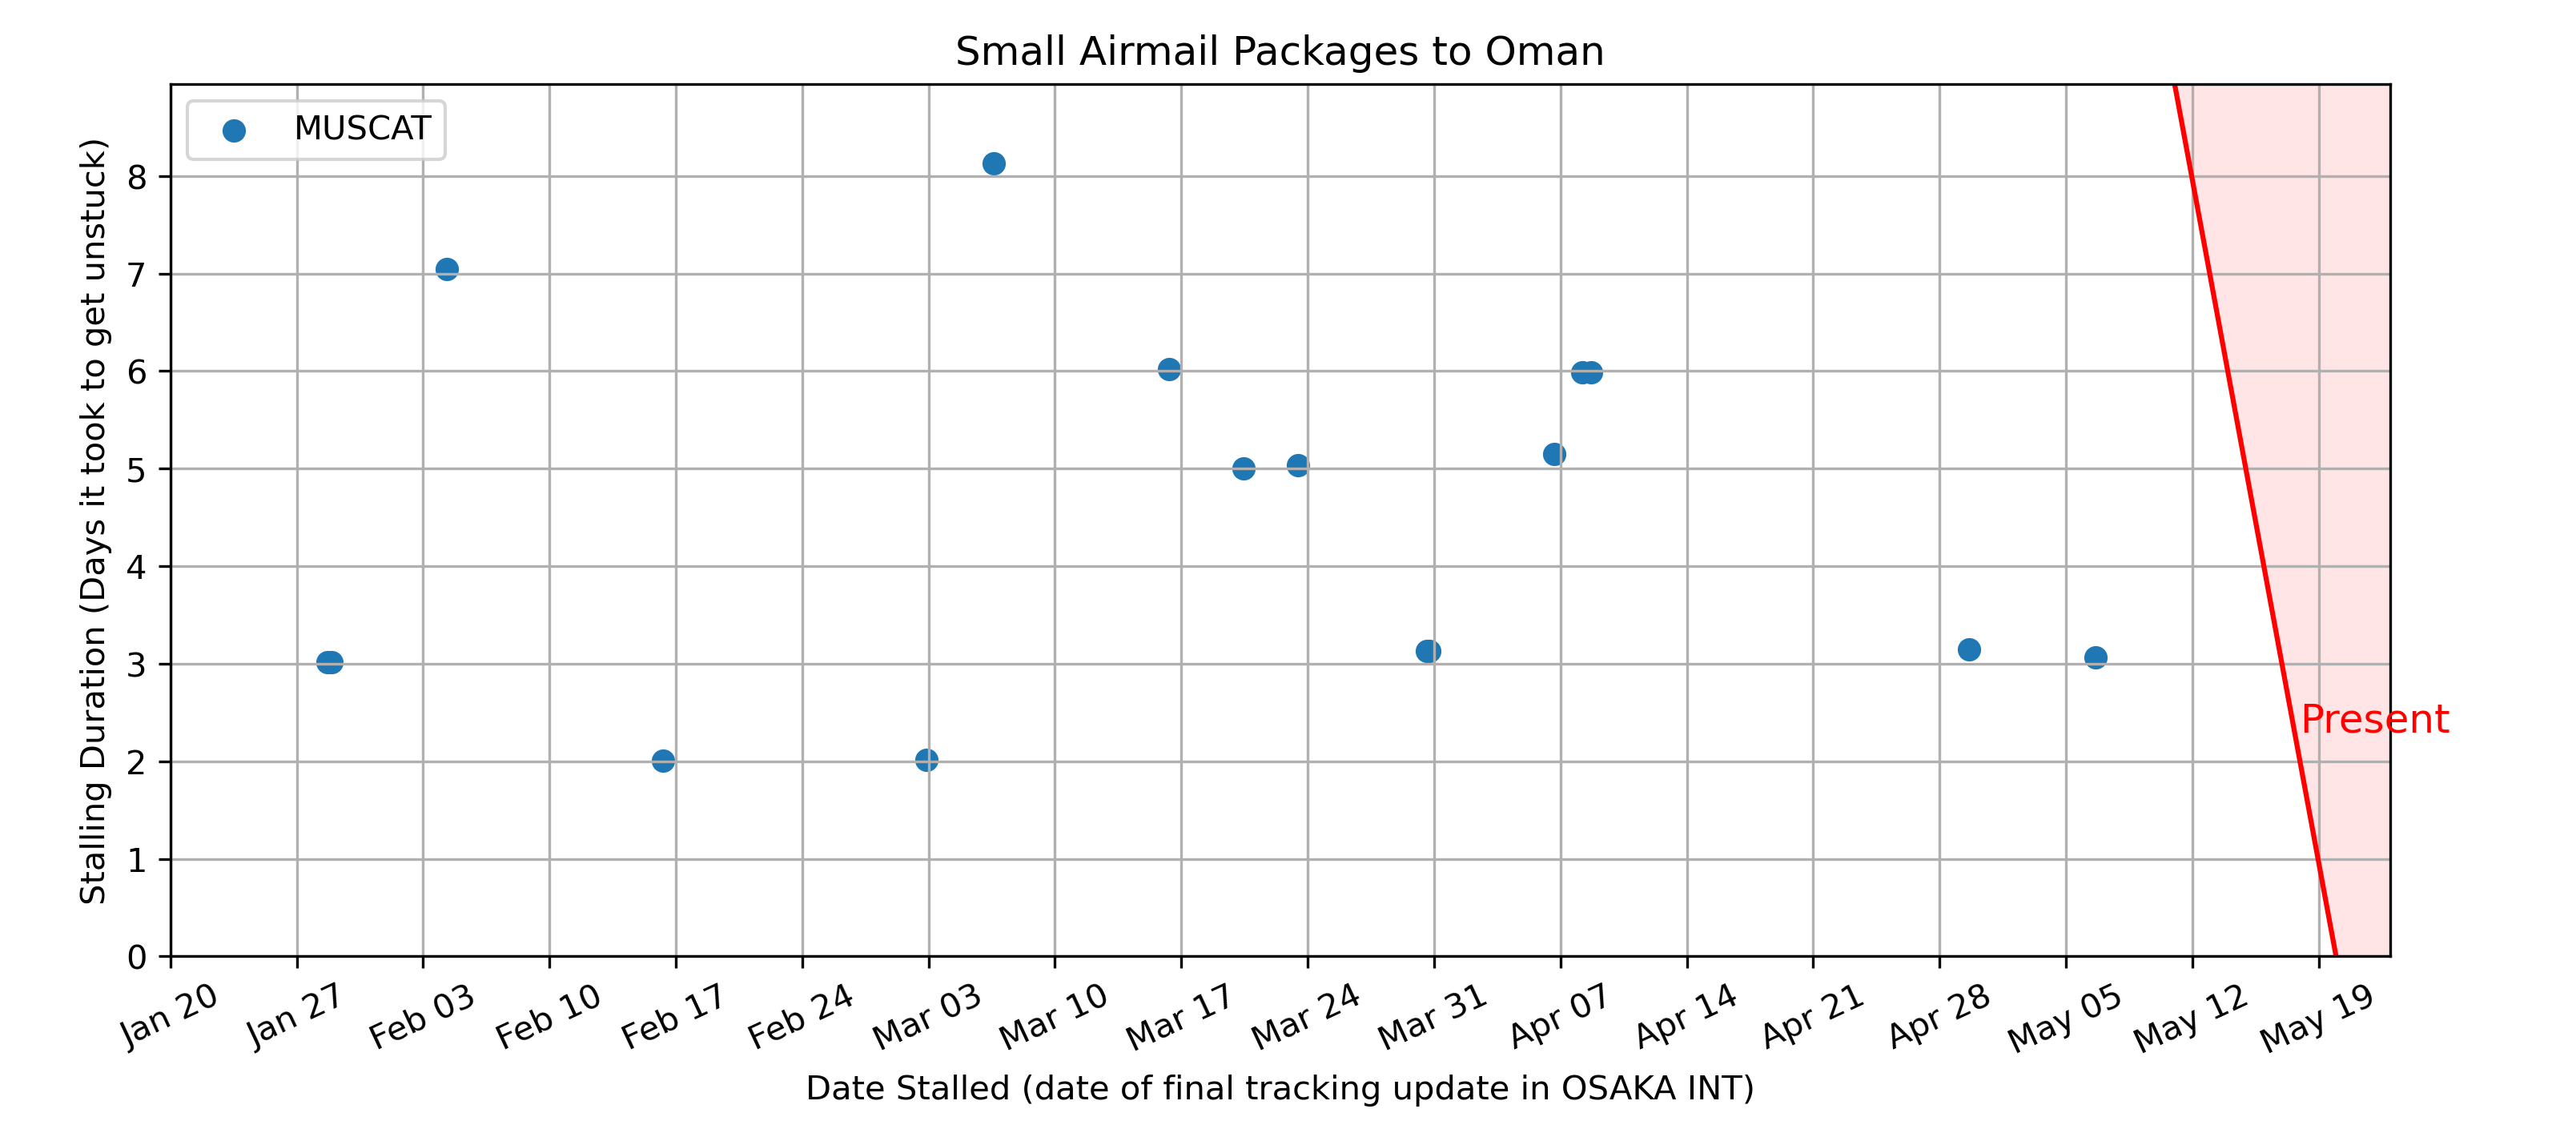 Small Airmail Packages to Oman
MUSCAT
Stalling Duration (Days it took to get unstuck)
8
7
6
5
4
3
2
1
0
Present
Jan 20
Jan 27
Feb 03
Feb 10
Feb 17
Feb 24
Mar 03
Mar 10
Mar 17
Mar 24
Mar 31
Apr 07
Apr 14
Apr 21
Apr 28
May 05
May 12
May 19
Date Stalled (date of final tracking update in OSAKA INT)